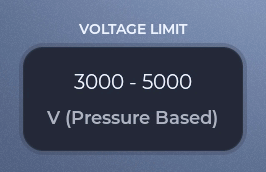 VOLTAGE LIMIT
3000 - 5000
V (Pressure Based)